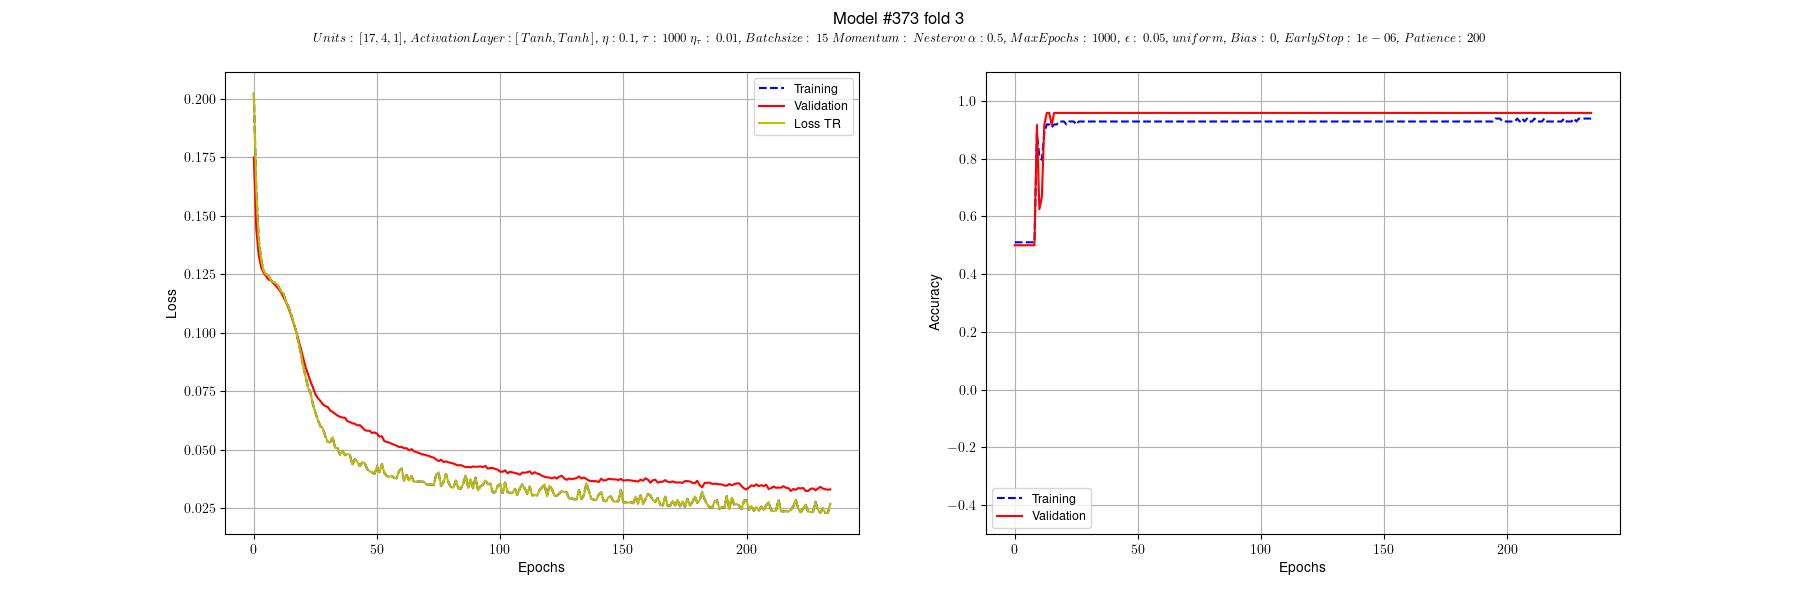 Model #373 fold 3
Units : [17, 4, 1], ActivationLayer : [Tanh, Tanh], η : 0.1, τ : 1000 η_τ : 0.01, Batchsize : 15 Momentum : Nesterov α : 0.5, MaxEpochs : 1000, ϵ : 0.05, uniform, Bias : 0, EarlyStop : 1e − 06, Patience : 200
Loss
0.200
0.175
0.150
0.125
0.100
0.075
0.050
0.025
Training
Validation
Loss TR
0 50 100 150 200
Epochs
Accuracy
1.0
0.8
0.6
0.4
0.2
0.0
−0.2
−0.4
Training
Validation
0 50 100 150 200
Epochs